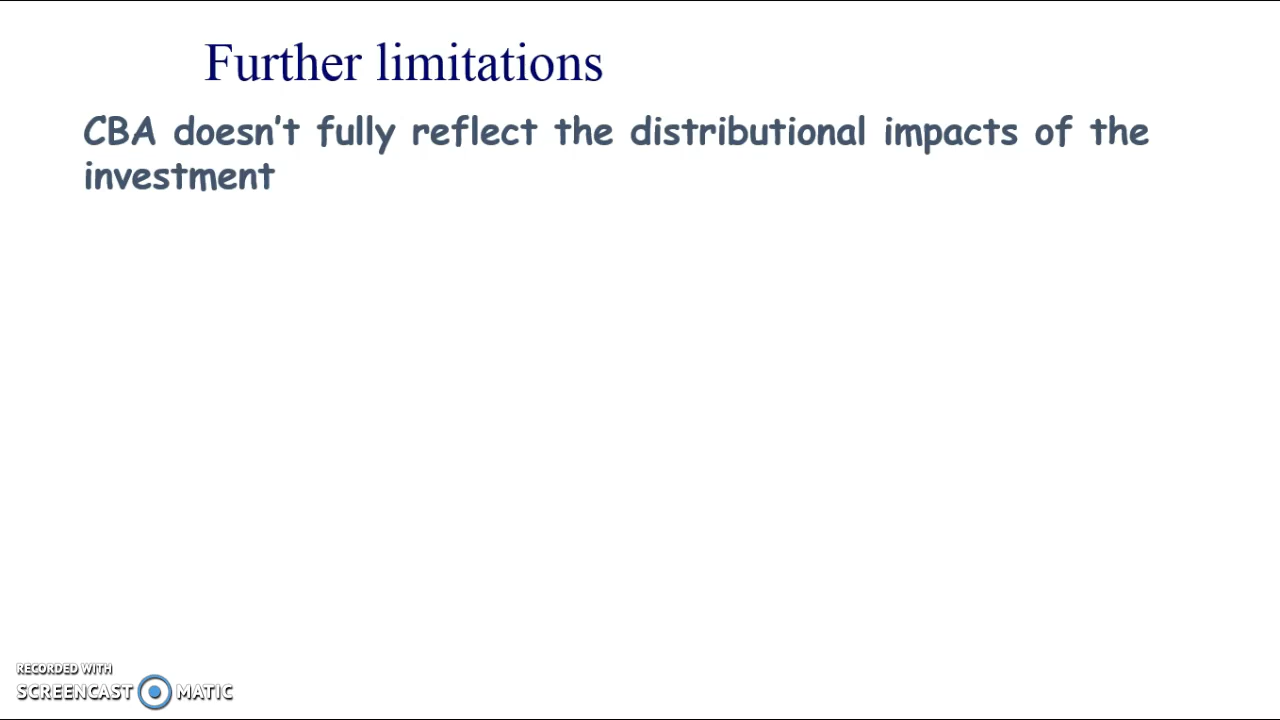 Further limitations
CBA doesn't fully reflect the distributional impacts of the
investment
RECORDED WITH
SCREENCAST MATIC